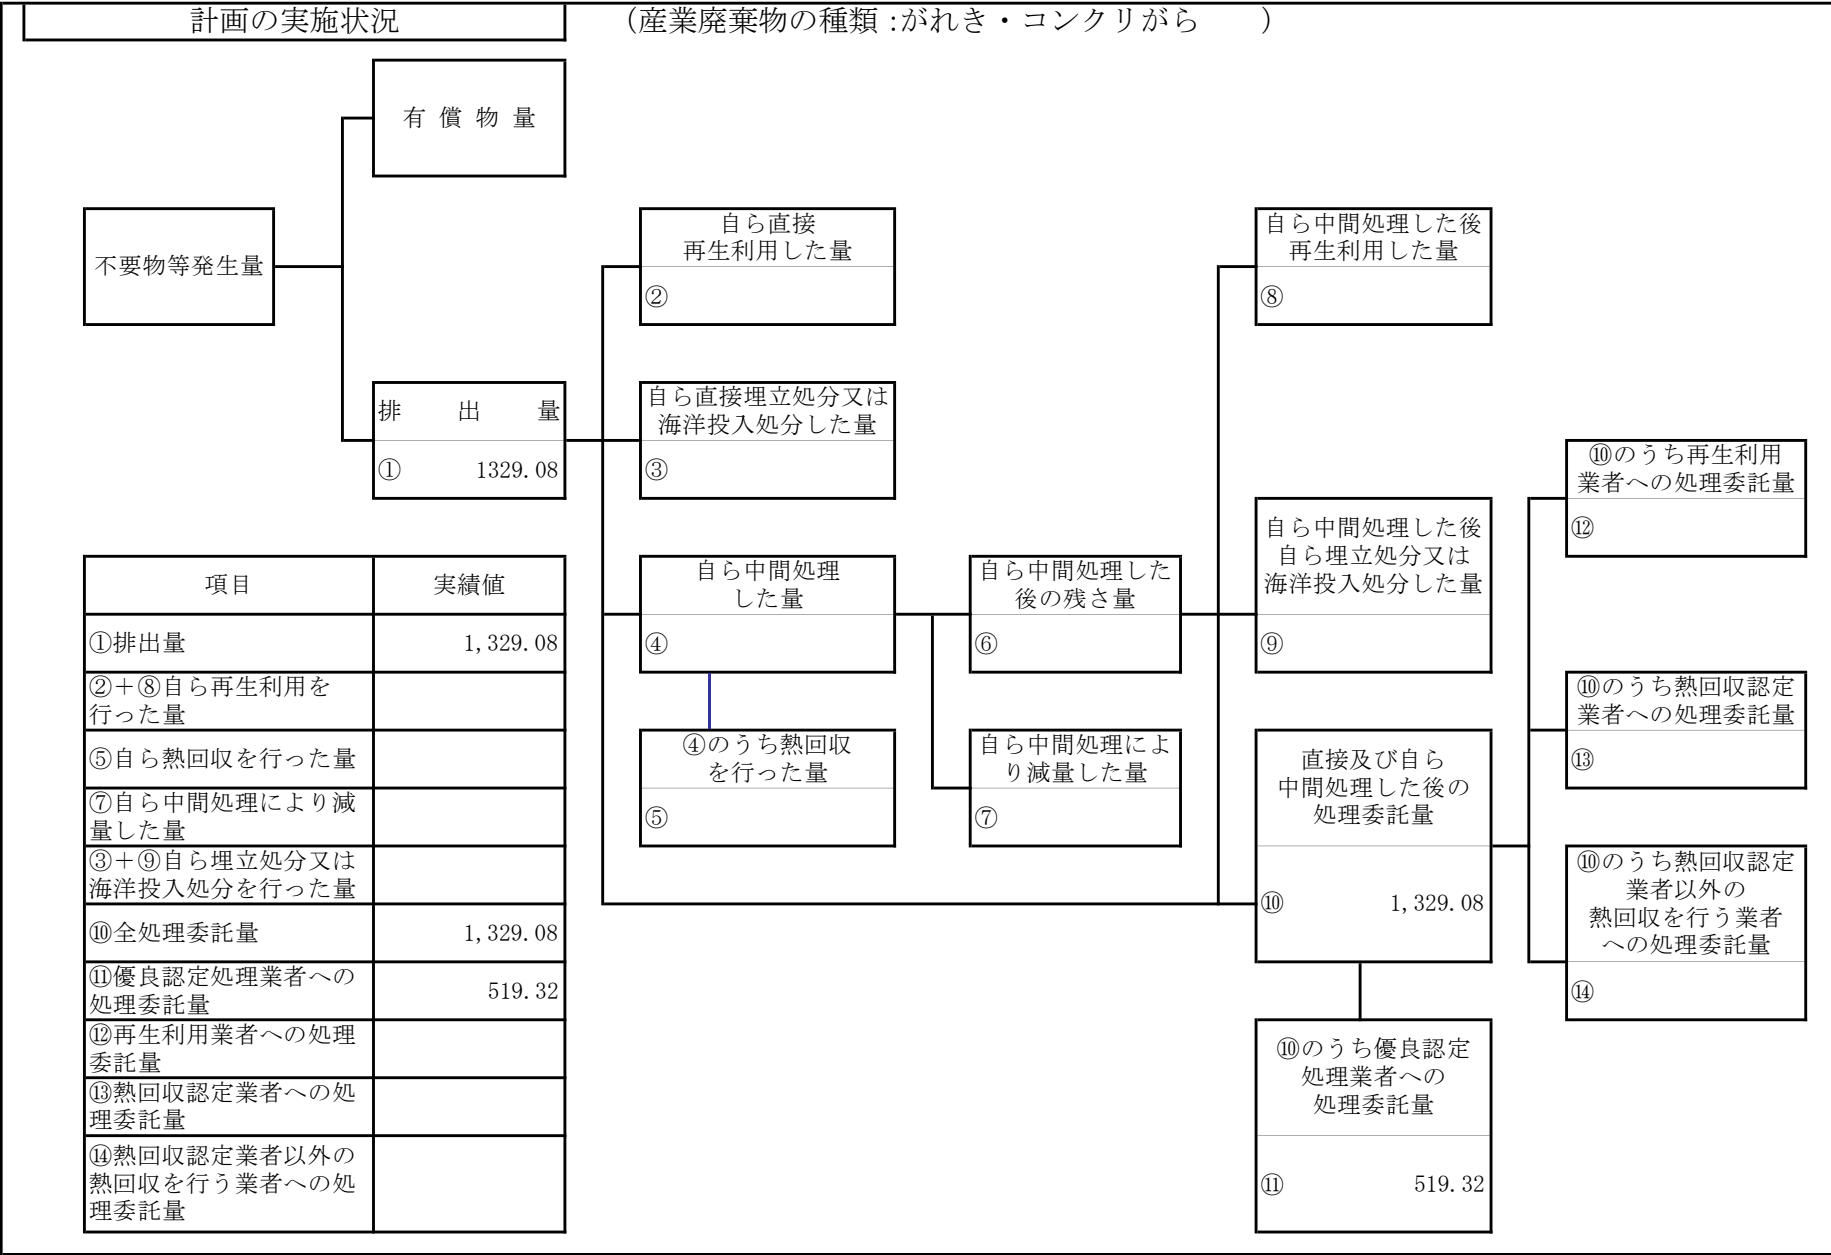 計画の実施状況
（産業廃棄物の種類:がれき・コンクリがら　　）
有 償 物 量
不要物等発生量
自ら直接
再生利用した量
②
自ら中間処理した後
再生利用した量
⑧
排　出　量
① 1329.08
自ら直接埋立処分又は
海洋投入処分した量
③
⑩のうち再生利用
業者への処理委託量
⑫
自ら中間処理した後
自ら埋立処分又は
海洋投入処分した量
⑨
自ら中間処理
した量
④
自ら中間処理した
後の残さ量
⑥
④のうち熱回収
を行った量
⑤
自ら中間処理によ
り減量した量
⑦
直接及び自ら
中間処理した後の
処理委託量
⑩ 1,329.08
⑩のうち熱回収認定
業者への処理委託量
⑬
⑩のうち熱回収認定
業者以外の
熱回収を行う業者
への処理委託量
⑭
⑩のうち優良認定
処理業者への
処理委託量
⑪ 519.32
項目 実績値
①排出量 1,329.08
②＋⑧自ら再生利用を
行った量
⑤自ら熱回収を行った量
⑦自ら中間処理により減
量した量
③＋⑨自ら埋立処分又は
海洋投入処分を行った量
⑩全処理委託量 1,329.08
⑪優良認定処理業者への
処理委託量 519.32
⑫再生利用業者への処理
委託量
⑬熱回収認定業者への処
理委託量
⑭熱回収認定業者以外の
熱回収を行う業者への処
理委託量